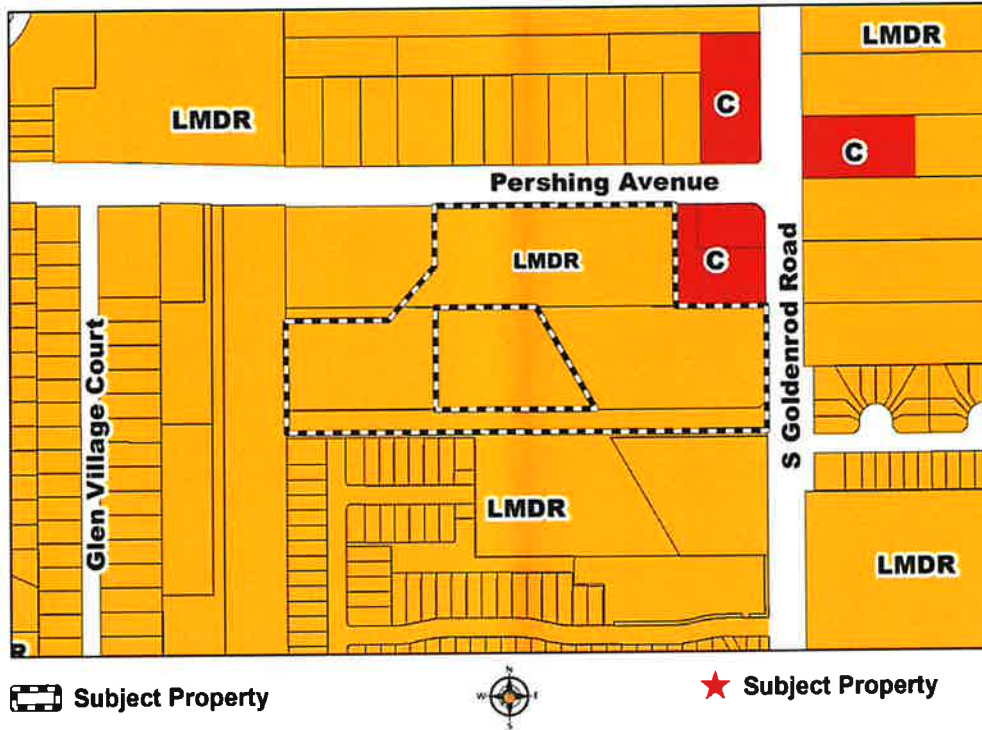 LMDR
LMDR
C
C
Pershing Avenue
LMDR
C
Glen Village Court
S Goldenrod Road
LMDR
LMDR
R
Subject Property
N
W
E
S
Subject Property